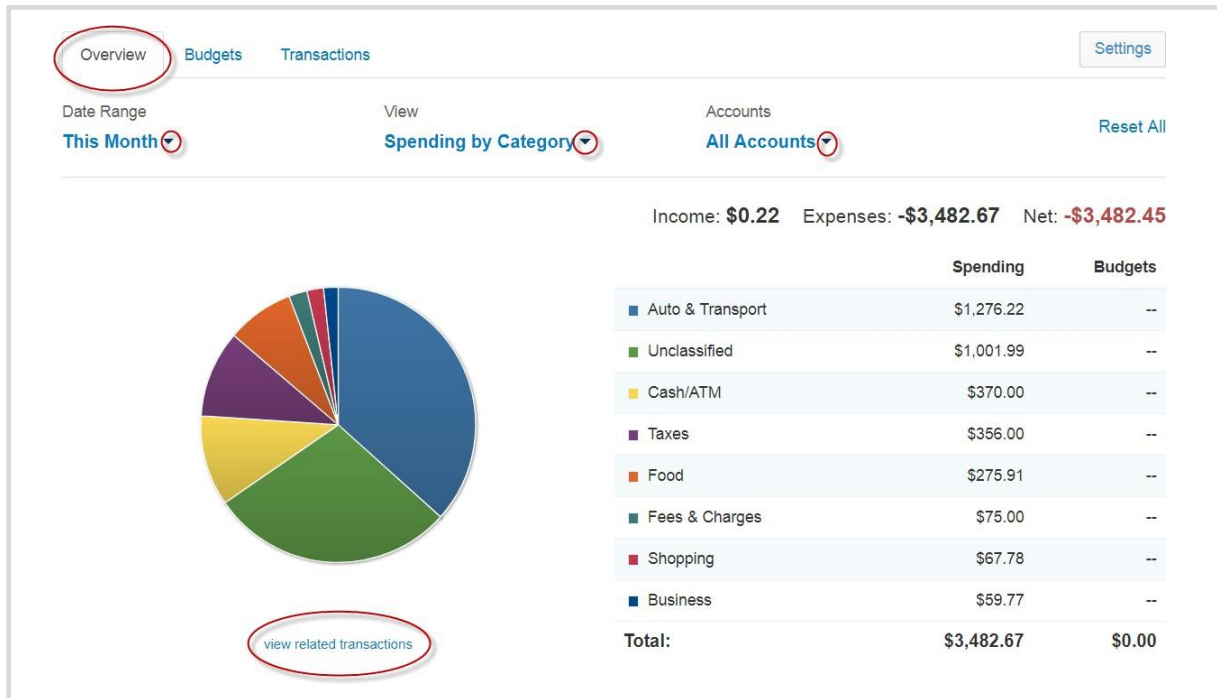 Overview Budgets Transactions Settings
Date Range View Accounts
This Month Spending by Category All Accounts Reset All
Income: $0.22 Expenses: -$3,482.67 Net: -$3,482.45
Spending Budgets
Auto & Transport $1,276.22 --
Unclassified $1,001.99 --
Cash/ATM $370.00 --
Taxes $356.00 --
Food $275.91 --
Fees & Charges $75.00 --
Shopping $67.78 --
Business $59.77 --
view related transactions
Total: $3,482.67 $0.00